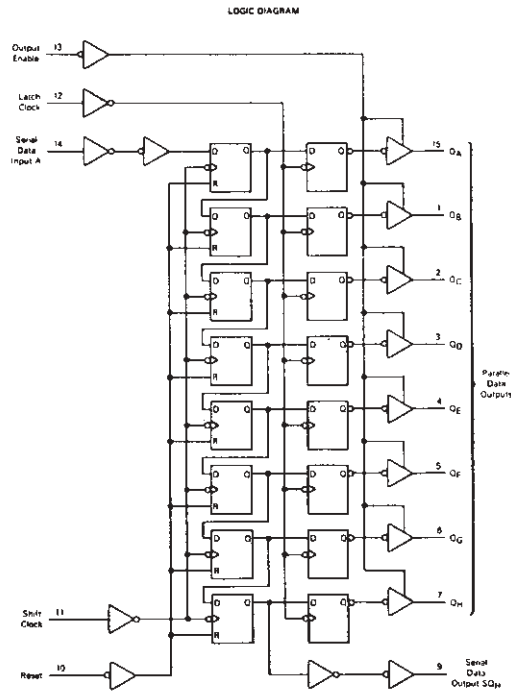 LOGIC DIAGRAM
Output
Enable
13
Latch
Clock
12
Serial
Data
Input A
14
D Q D Q 15 QA
R
D Q D Q 1 QB
R
D Q D Q 2 QC
R
D Q D Q 3 QD
R
D Q D Q 4 QE
R
D Q D Q 5 QF
R
D Q D Q 6 QG
R
D Q D Q 7 QH
R
Parallel
Data
Outputs
Shift
Clock
11
Reset 10
9
Serial
Data
Output SQH